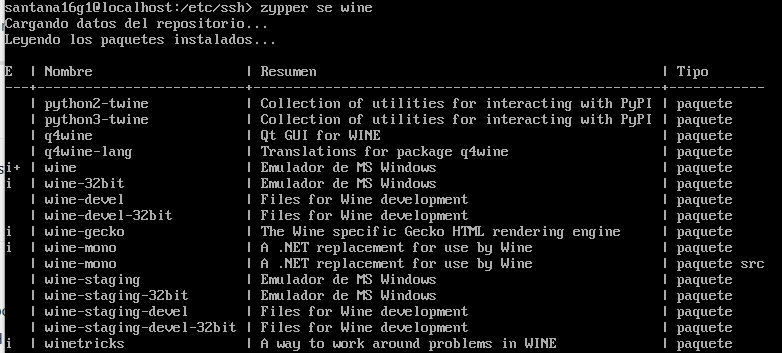 santana16g1@localhost:/etc/ssh> zypper se wine
Cargando datos del repositorio...
Leyendo los paquetes instalados...
E  | Nombre                   | Resumen                                            | Tipo
---+--------------------------+----------------------------------------------------+------------
   | python2-twine            | Collection of utilities for interacting with PyPI | paquete
   | python3-twine            | Collection of utilities for interacting with PyPI | paquete
   | q4wine                   | Qt GUI for WINE                                    | paquete
   | q4wine-lang              | Translations for package q4wine                    | paquete
i+ | wine                     | Emulador de MS Windows                             | paquete
i  | wine-32bit               | Emulador de MS Windows                             | paquete
   | wine-devel               | Files for Wine development                         | paquete
   | wine-devel-32bit         | Files for Wine development                         | paquete
i  | wine-gecko               | The Wine specific Gecko HTML rendering engine      | paquete
i  | wine-mono                | A .NET replacement for use by Wine                 | paquete
   | wine-mono                | A .NET replacement for use by Wine                 | paquete src
   | wine-staging             | Emulador de MS Windows                             | paquete
   | wine-staging-32bit       | Emulador de MS Windows                             | paquete
   | wine-staging-devel       | Files for Wine development                         | paquete
   | wine-staging-devel-32bit | Files for Wine development                         | paquete
i  | winetricks               | A way to work around problems in WINE              | paquete